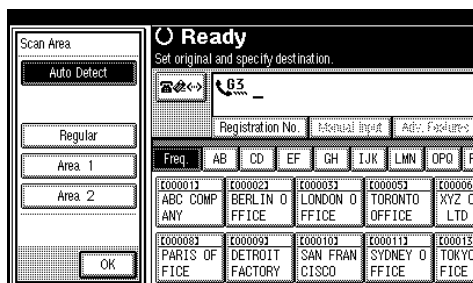 Scan Area
Auto Detect
Regular
Area 1
Area 2
OK
Ready
Set original and specify destination.
G3 _
Registration No. Manual Input Adv. Features
Freq. AB CD EF GH IJK LMN OPQ
[00001] [00002] [00003] [00005] [00006
ABC COMP BERLIN O LONDON O TORONTO XYZ C
ANY FFICE FFICE OFFICE LTD
[00008] [00009] [00010] [00011] [00013
PARIS OF DETROIT SAN FRAN SYDNEY O TOKYO
FICE FACTORY CISCO FFICE FICE